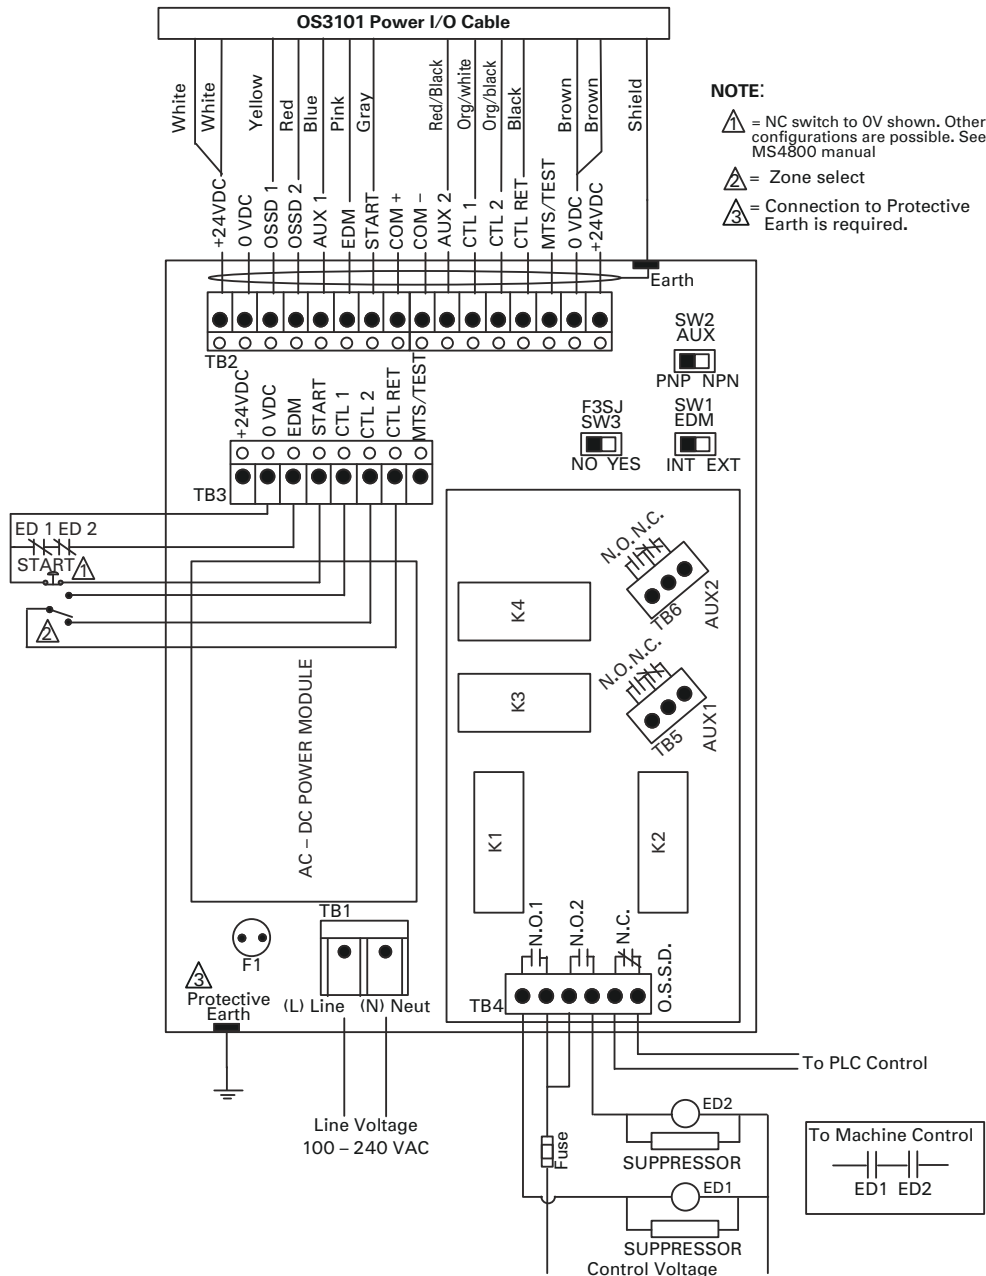 OS3101 Power I/O Cable
White
White
Yellow
Red
Blue
Pink
Gray
Red/Black
Org/white
Org/black
Black
Brown
Brown
Shield
NOTE:
1 = NC switch to 0V shown. Other
configurations are possible. See
MS4800 manual
2 = Zone select
3 = Connection to Protective
Earth is required.
+24VDC
0 VDC
OSSD 1
OSSD 2
AUX 1
EDM
START
COM +
COM –
AUX 2
CTL 1
CTL 2
CTL RET
MTS/TEST
0 VDC
+24VDC
Earth
TB2
SW2
AUX
PNP NPN
+24VDC
0 VDC
EDM
START
CTL 1
CTL 2
CTL RET
MTS/TEST
F3SJ
SW3
NO YES
SW1
EDM
INT EXT
TB3
ED 1 ED 2
START
1
2
N.O. N.C.
TB6
AUX2
K4
N.O. N.C.
TB5
AUX1
K3
AC – DC POWER MODULE
K1
K2
TB1
F1
N.O.1
N.O.2
N.C.
O.S.S.D.
TB4
3
Protective
Earth
(L) Line (N) Neut
To PLC Control
Line Voltage
100 – 240 VAC
Fuse
ED2
SUPPRESSOR
ED1
SUPPRESSOR
Control Voltage
To Machine Control
ED1 ED2